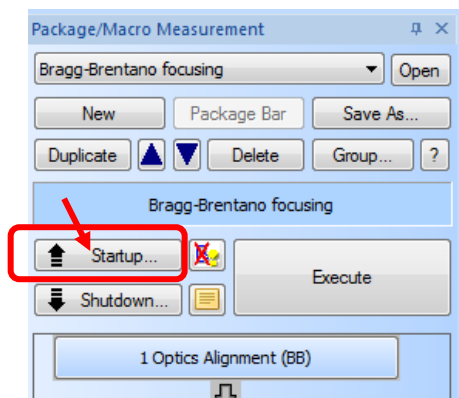 Package/Macro Measurement
Bragg-Brentano focusing Open
New Package Bar Save As...
Duplicate Delete Group... ?
Bragg-Brentano focusing
Startup...
Execute
Shutdown...
1 Optics Alignment (BB)